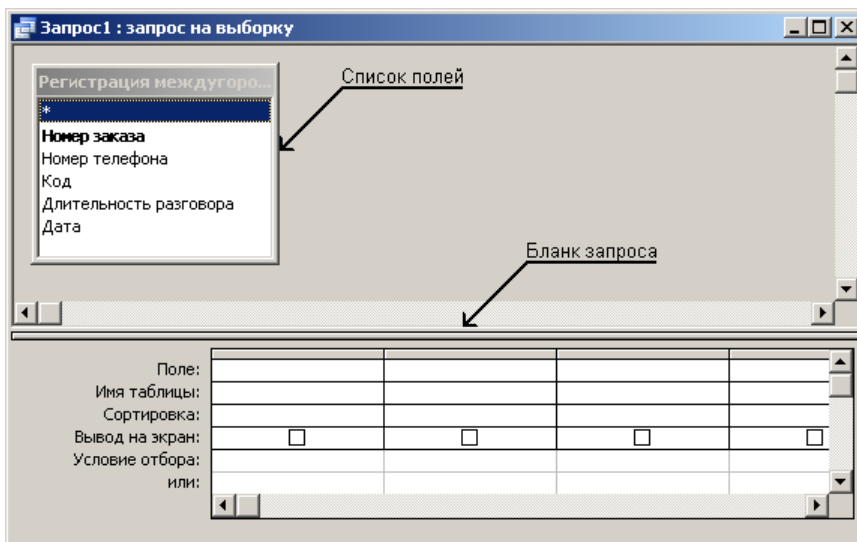 Запрос1 : запрос на выборку
Регистрация междугоро...
Список полей
*
Номер заказа
Номер телефона
Код
Длительность разговора
Дата
Бланк запроса
Поле:
Имя таблицы:
Сортировка:
Вывод на экран:
Условие отбора:
или: